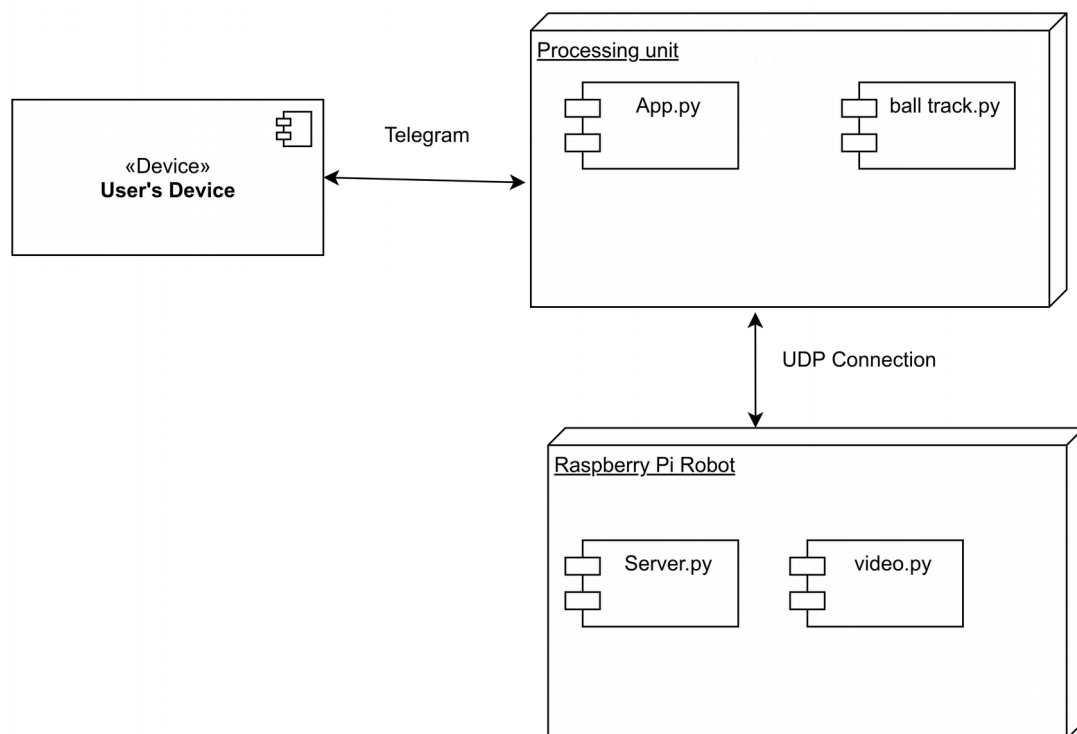 Processing unit
App.py
ball track.py
Telegram
«Device»
User's Device
UDP Connection
Raspberry Pi Robot
Server.py
video.py